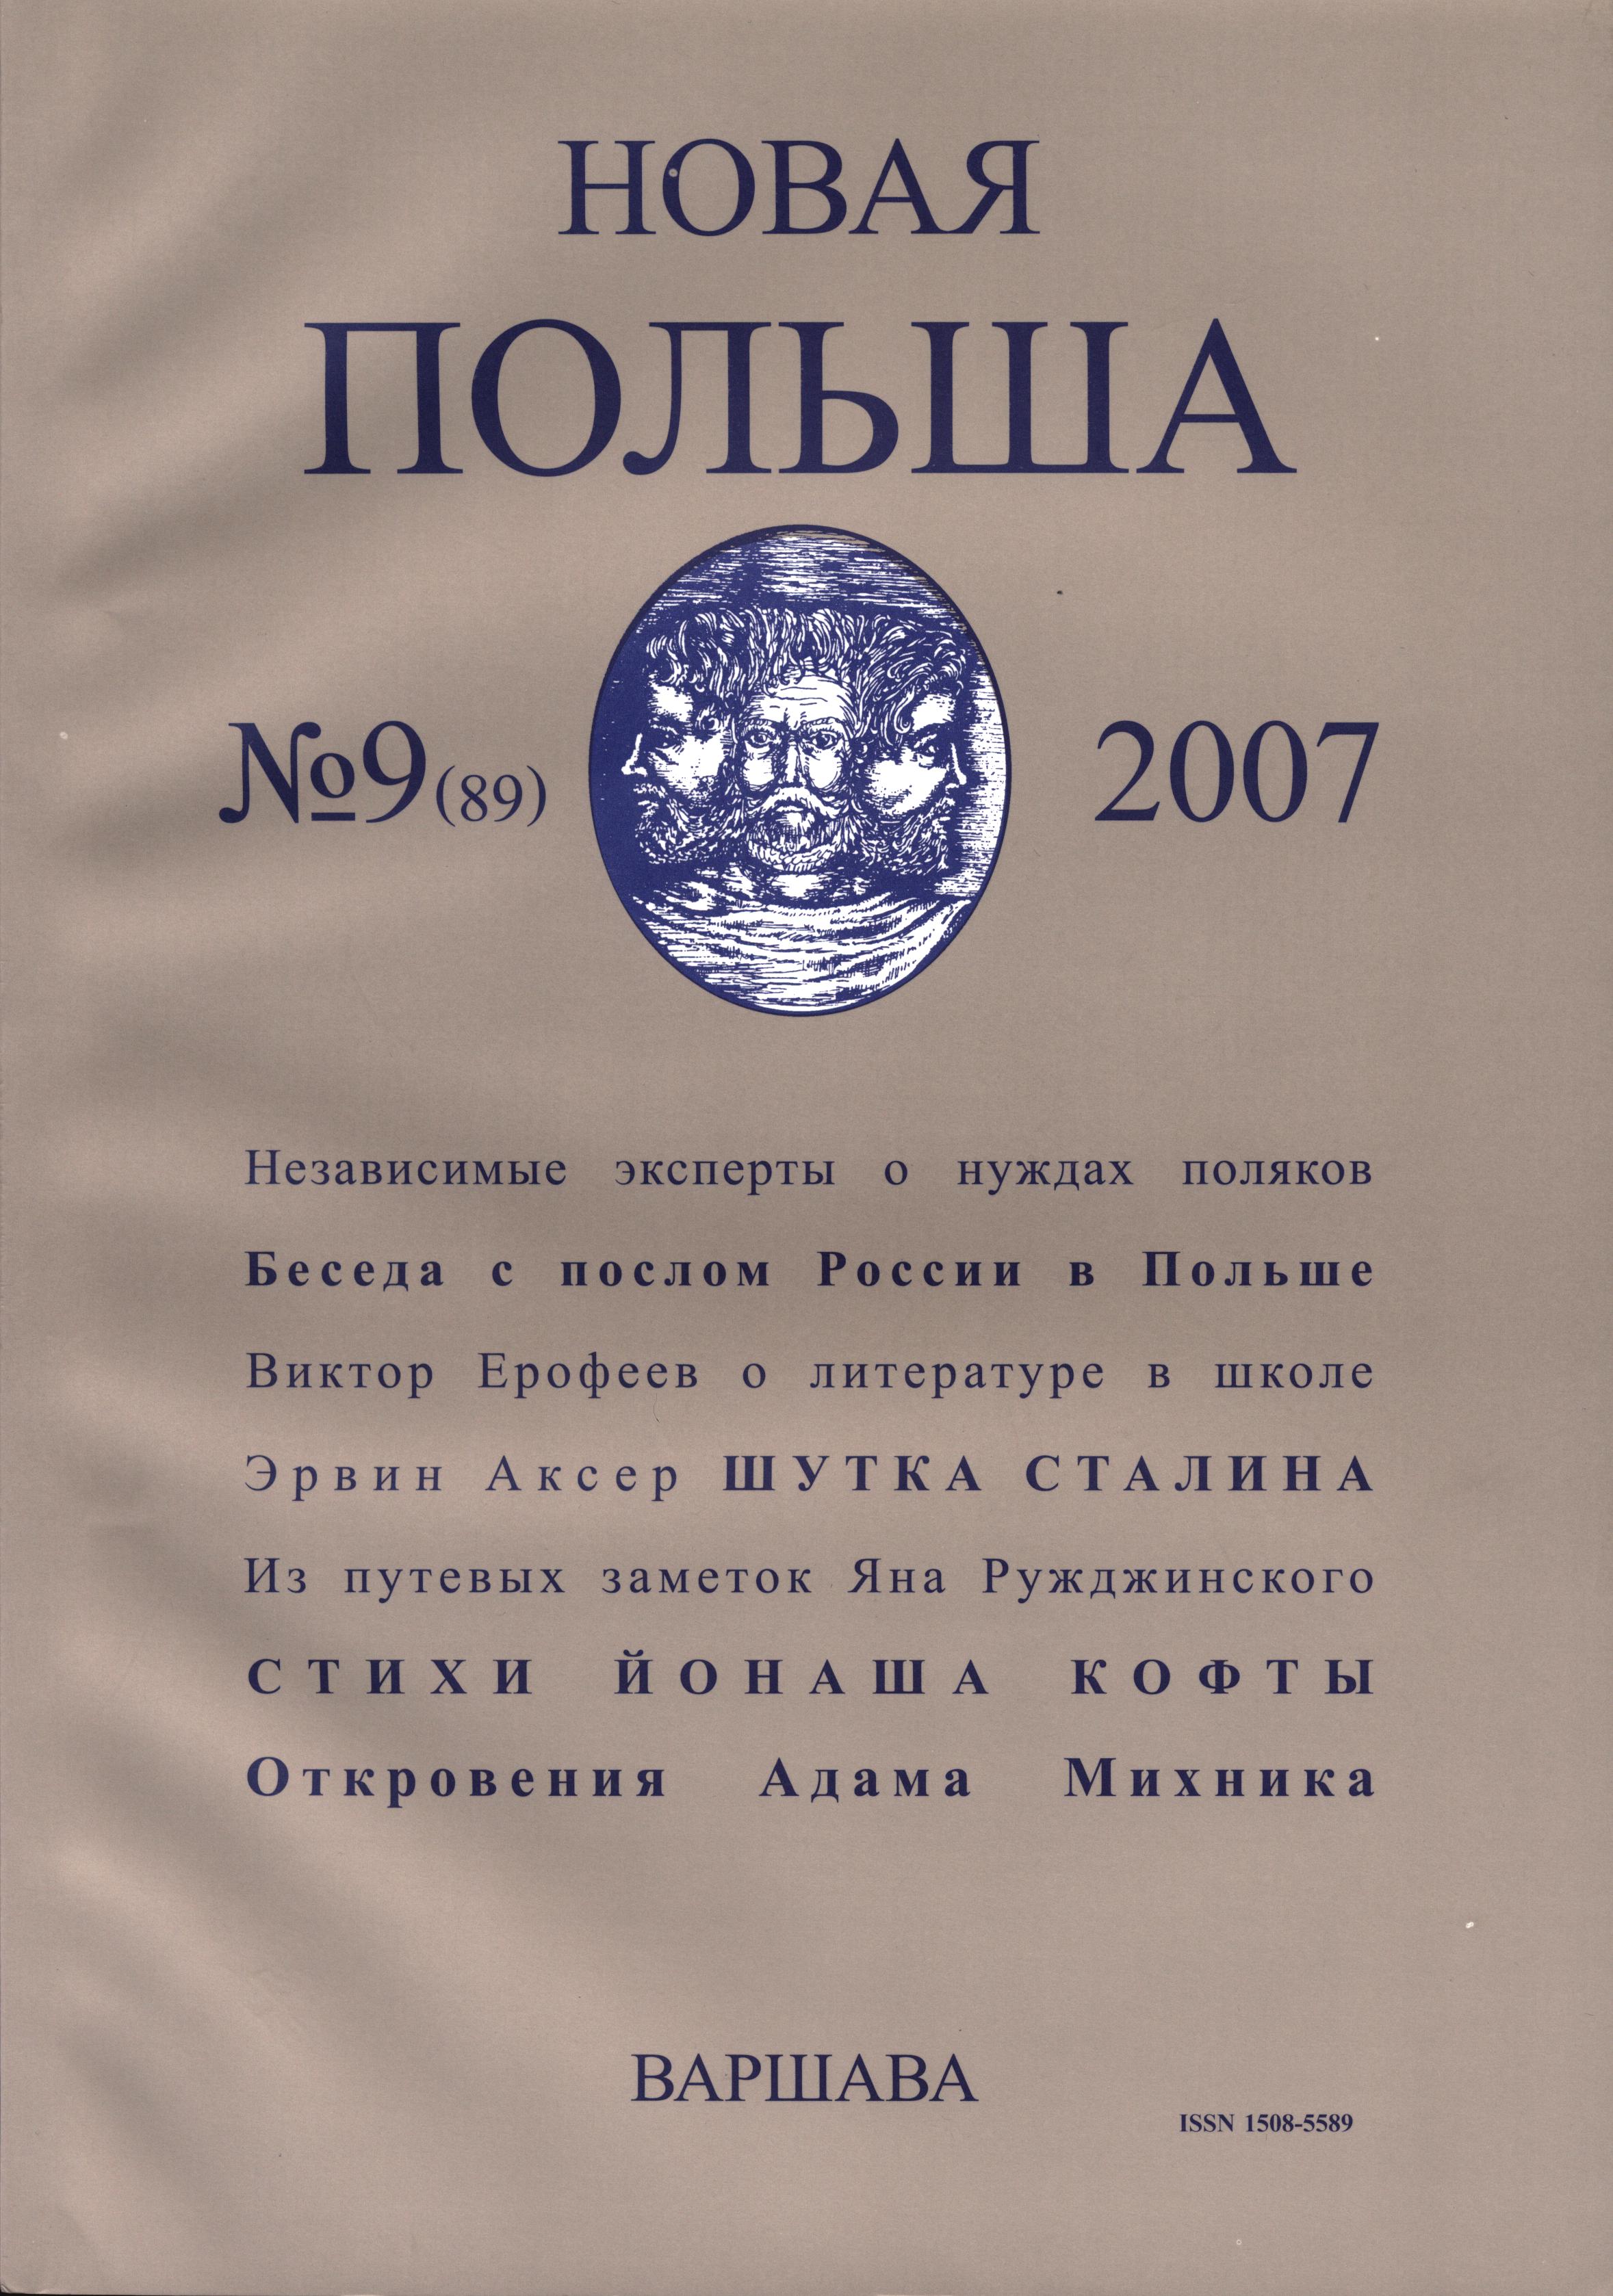 НОВАЯ
ПОЛЬША
№9(89) 2007
Независимые эксперты о нуждах поляков
Беседа с послом России в Польше
Виктор Ерофеев о литературе в школе
Эрвин Аксер ШУТКА СТАЛИНА
Из путевых заметок Яна Ружджинского
СТИХИ ЙОНАША КОФТЫ
Откровения Адама Михника
ВАРШАВА
ISSN 1508-5589